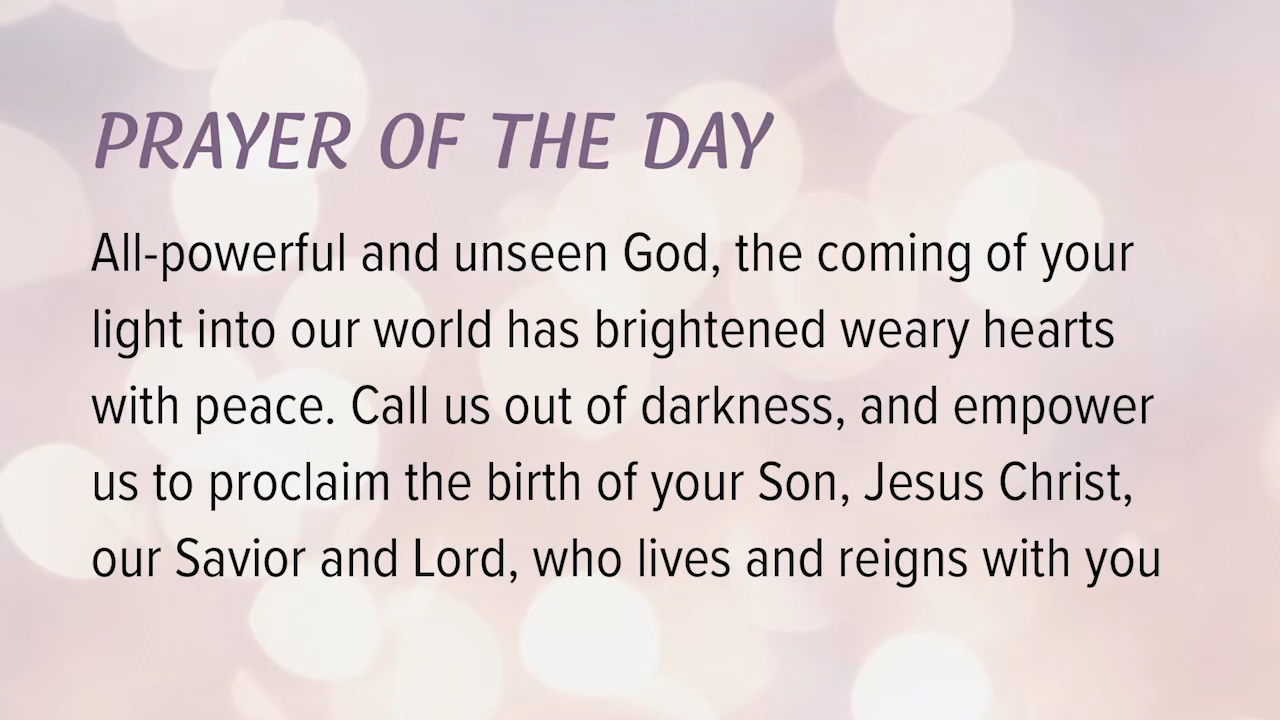 PRAYER OF THE DAY
All-powerful and unseen God, the coming of your
light into our world has brightened weary hearts
with peace. Call us out of darkness, and empower
us to proclaim the birth of your Son, Jesus Christ,
our Savior and Lord, who lives and reigns with you